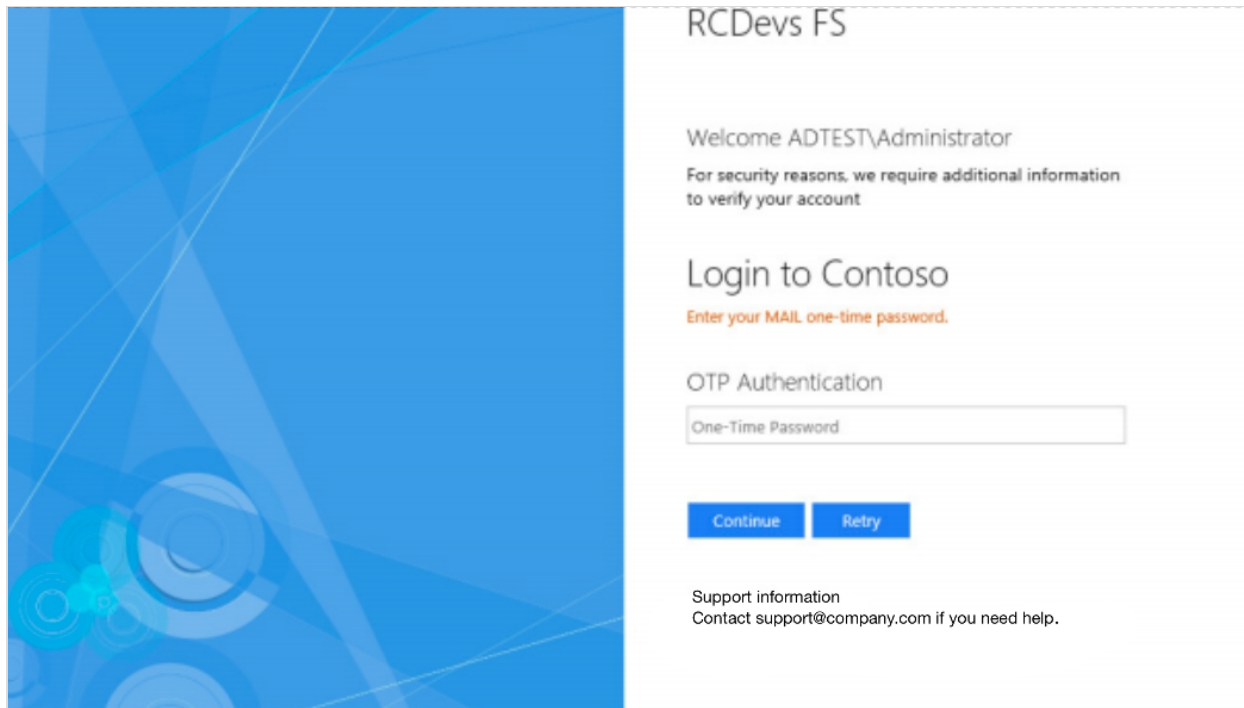 RCDevs FS
Welcome ADTEST\Administrator
For security reasons, we require additional information
to verify your account
Login to Contoso
Enter your MAIL one-time password.
OTP Authentication
One-Time Password
Continue Retry
Support information
Contact support@company.com if you need help.